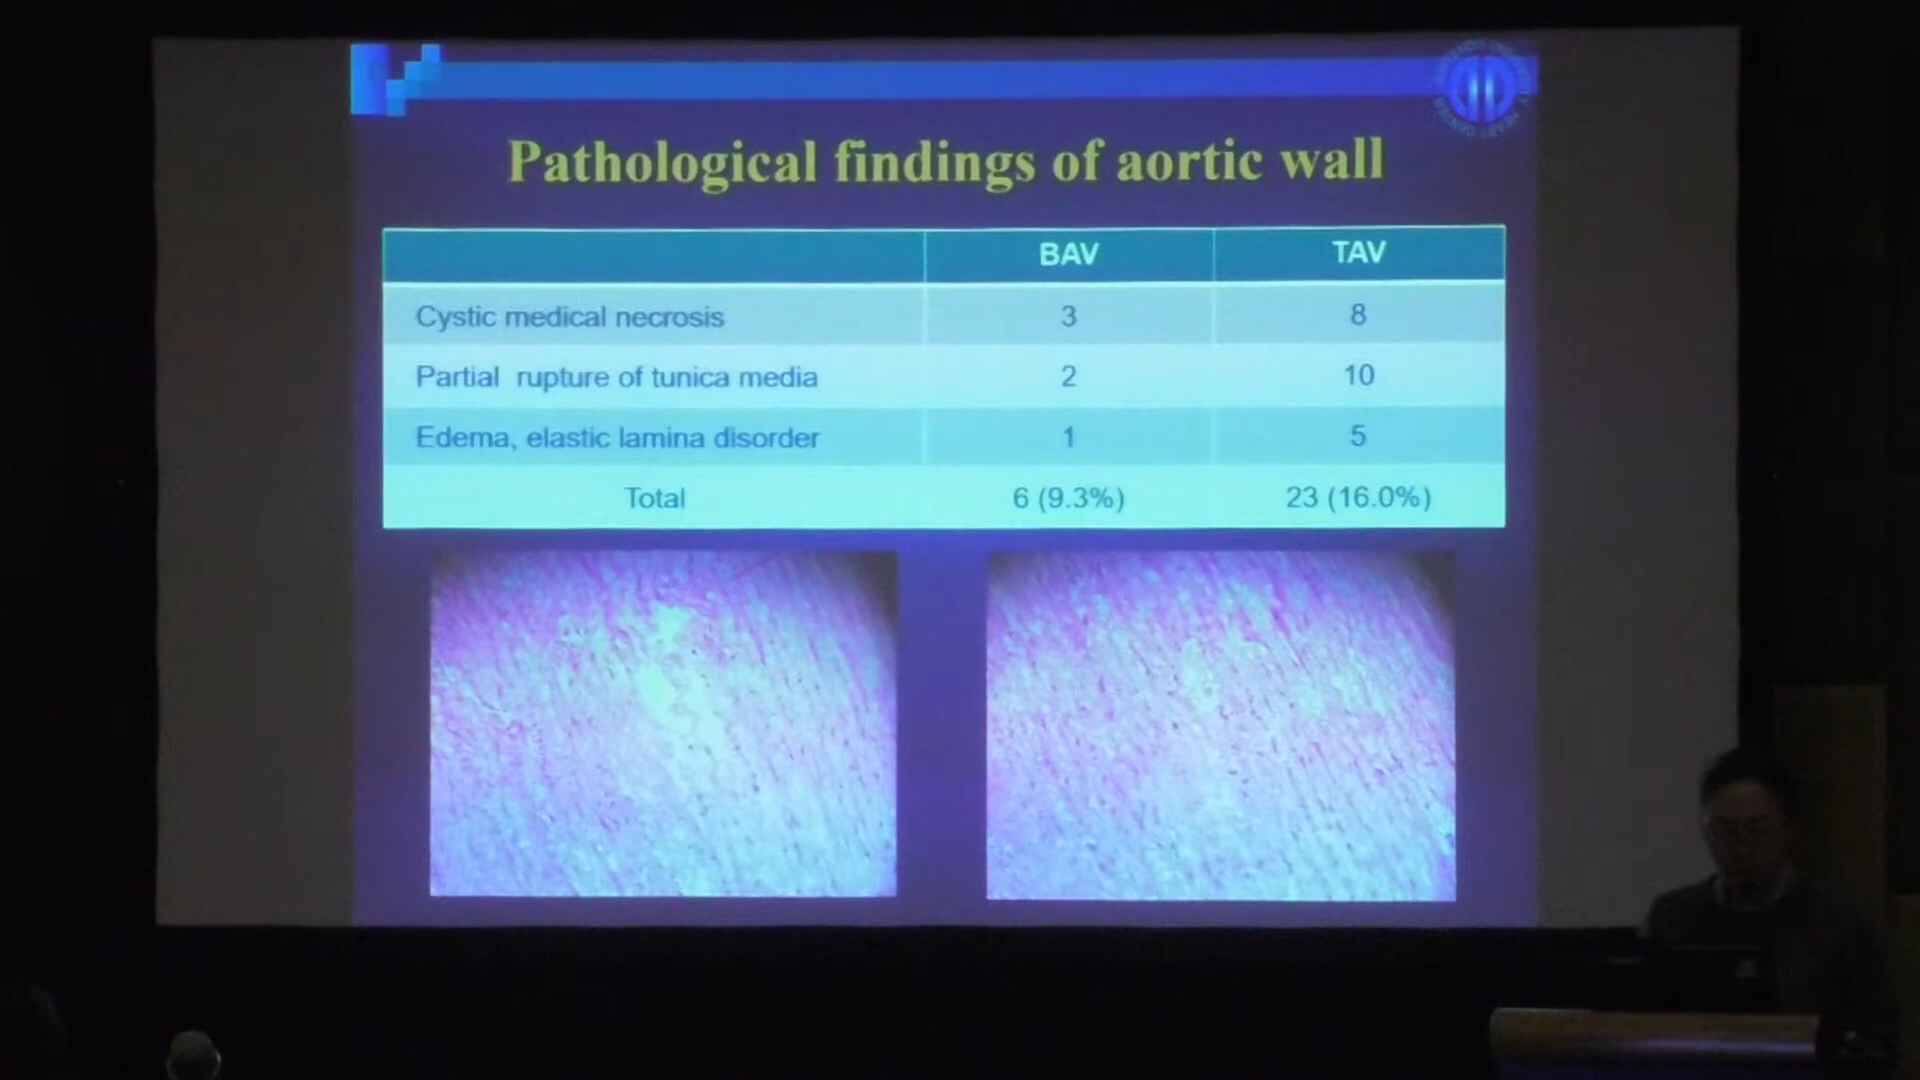 Pathological findings of aortic wall
BAV TAV
Cystic medical necrosis 3 8
Partial rupture of tunica media 2 10
Edema, elastic lamina disorder 1 5
Total 6 (9.3%) 23 (16.0%)